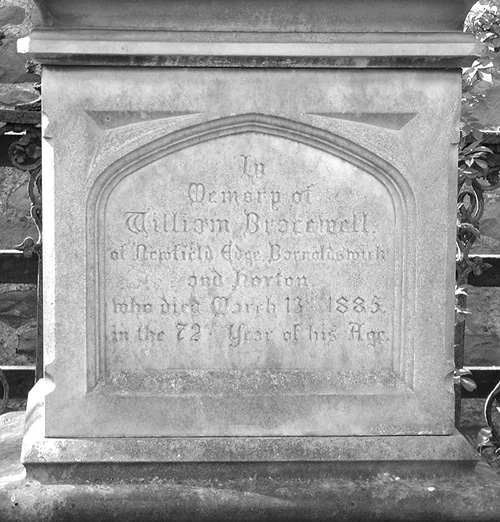 In
Memory of
William Bracewell,
of Newfield Edge, Barnoldswick
and Horton,
who died March 13th 1885,
in the 72nd Year of his Age.